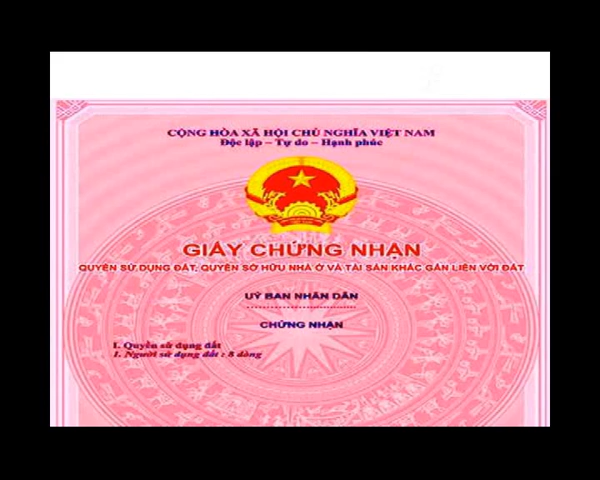 CỘNG HÒA XÃ HỘI CHỦ NGHĨA VIỆT NAM
Độc lập – Tự do – Hạnh phúc
GIẤY CHỨNG NHẬN
QUYỀN SỬ DỤNG ĐẤT, QUYỀN SỞ HỮU NHÀ Ở VÀ TÀI SẢN KHÁC GẮN LIỀN VỚI ĐẤT
UỶ BAN NHÂN DÂN
..............................
CHỨNG NHẬN
I. Quyền sử dụng đất
1. Người sử dụng đất : 8 dòng